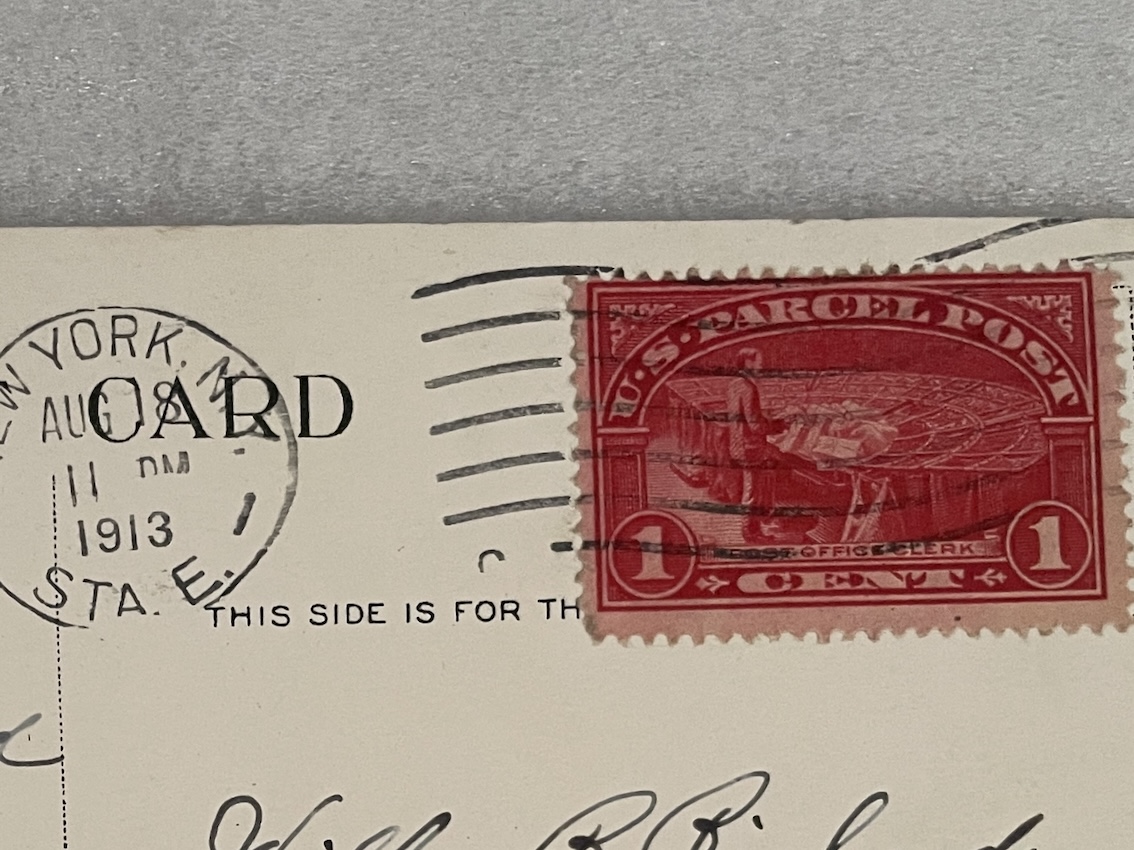 NEW YORK, N.Y.
AUG 18
11 PM
1913
STA. E.
1
CARD
THIS SIDE IS FOR TH
U.S. PARCEL POST
POST OFFICE CLERK
1 CENT 1